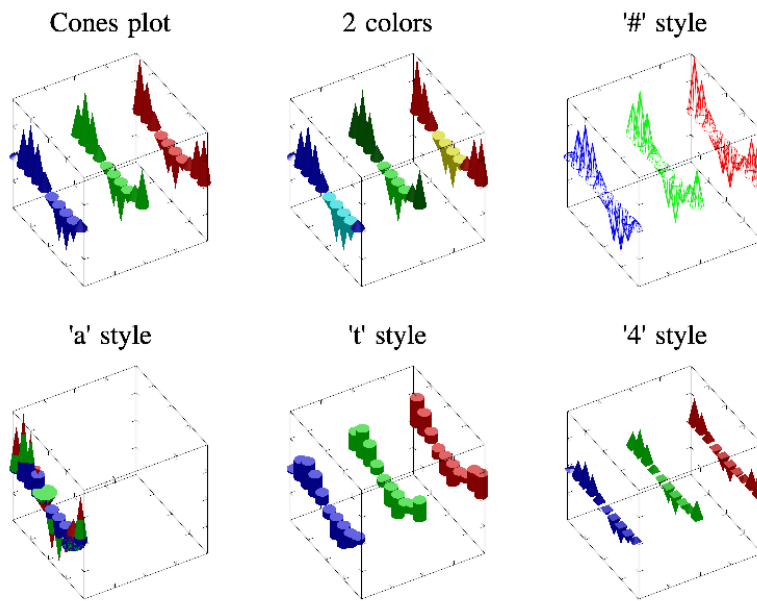 Cones plot
2 colors
'#' style
'a' style
't' style
'4' style